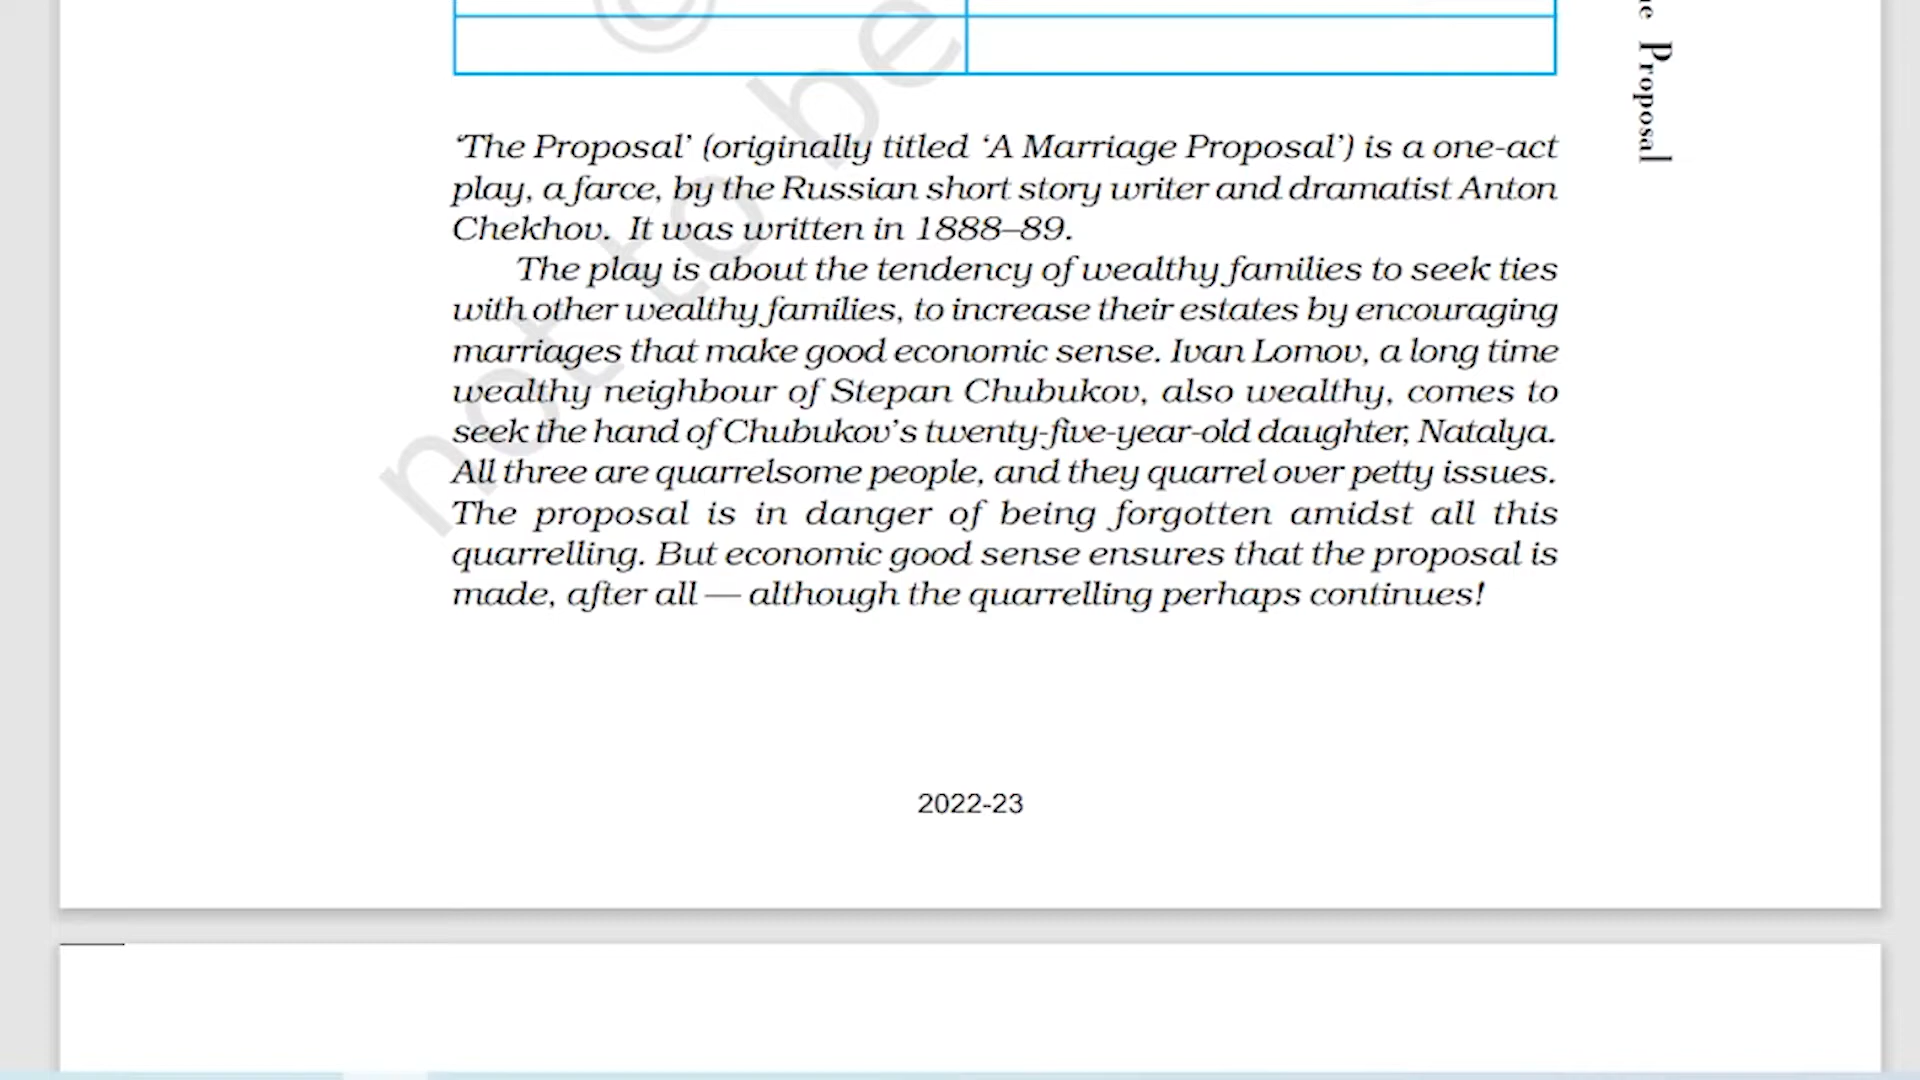 he Proposal
‘The Proposal’ (originally titled ‘A Marriage Proposal’) is a one-act
play, a farce, by the Russian short story writer and dramatist Anton
Chekhov. It was written in 1888–89.
The play is about the tendency of wealthy families to seek ties
with other wealthy families, to increase their estates by encouraging
marriages that make good economic sense. Ivan Lomov, a long time
wealthy neighbour of Stepan Chubukov, also wealthy, comes to
seek the hand of Chubukov’s twenty-five-year-old daughter, Natalya.
All three are quarrelsome people, and they quarrel over petty issues.
The proposal is in danger of being forgotten amidst all this
quarrelling. But economic good sense ensures that the proposal is
made, after all — although the quarrelling perhaps continues!
not to be
©
2022-23